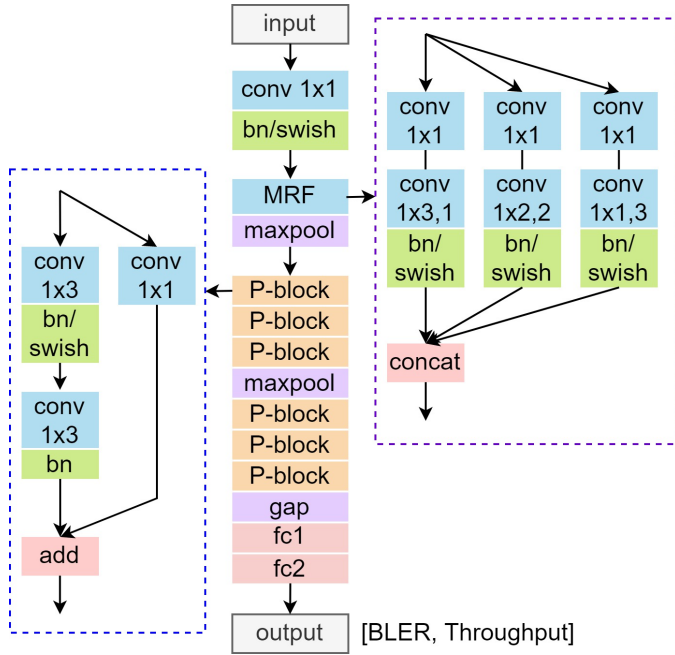 input
conv 1x1
bn/swish
MRF
maxpool
P-block
P-block
P-block
maxpool
P-block
P-block
P-block
gap
fc1
fc2
output
[BLER, Throughput]
conv
1x3
bn/
swish
conv
1x3
bn
conv
1x1
add
conv
1x1
conv
1x3,1
bn/
swish
conv
1x1
conv
1x2,2
bn/
swish
conv
1x1
conv
1x1,3
bn/
swish
concat